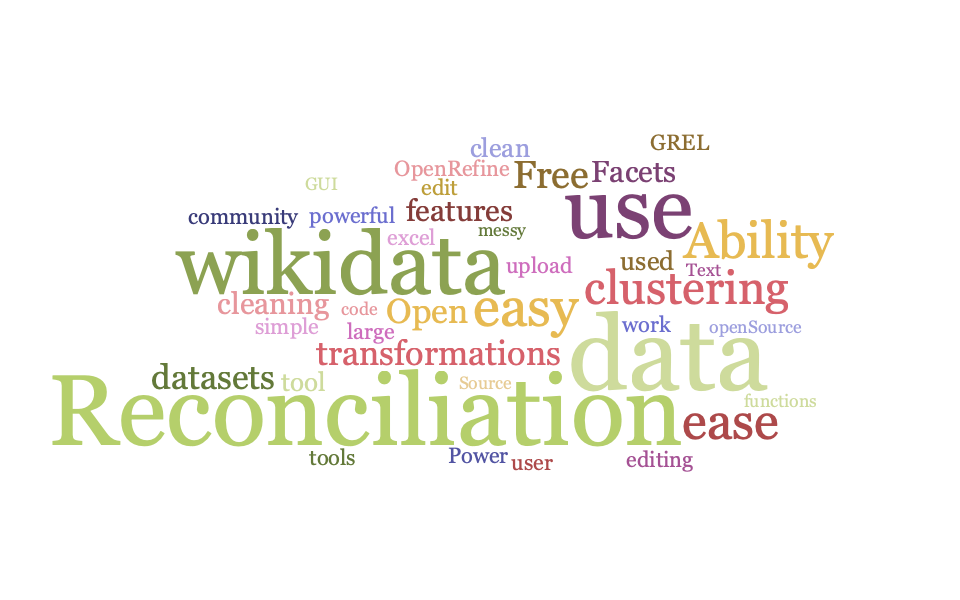 GREL
clean
OpenRefine
Free
Facets
GUI
edit
use
community
powerful
features
messy
excel
Ability
wikidata
upload
used
Text
clustering
cleaning
code
Open
easy
simple
large
work
openSource
transformations
data
datasets
tool
Source
functions
Reconciliation
ease
tools
Power
user
editing